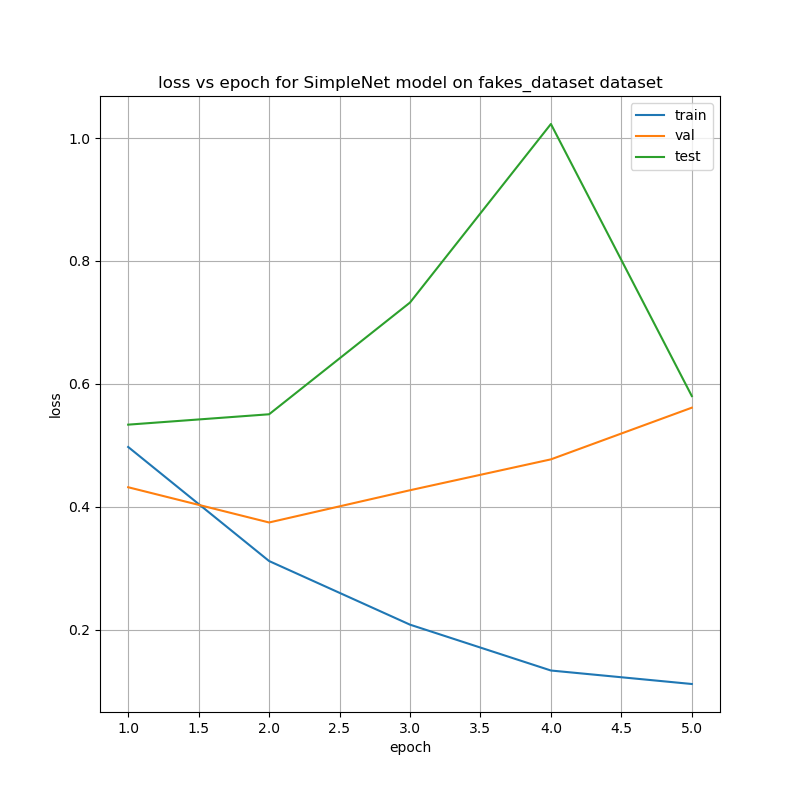 loss vs epoch for SimpleNet model on fakes_dataset dataset
train
val
test
1.0
0.8
0.6
0.4
0.2
loss
1.0 1.5 2.0 2.5 3.0 3.5 4.0 4.5 5.0
epoch